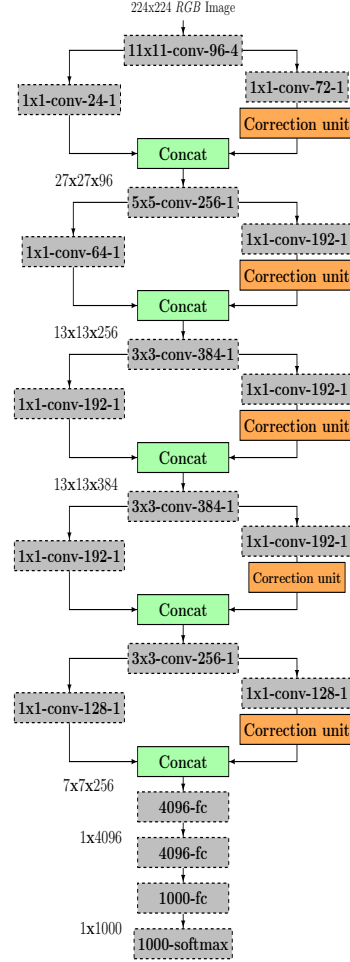 224x224 RGB Image
11x11-conv-96-4
1x1-conv-24-1
1x1-conv-72-1
Correction unit
Concat
27x27x96
5x5-conv-256-1
1x1-conv-64-1
1x1-conv-192-1
Correction unit
Concat
13x13x256
3x3-conv-384-1
1x1-conv-192-1
1x1-conv-192-1
Correction unit
Concat
13x13x384
3x3-conv-384-1
1x1-conv-192-1
1x1-conv-192-1
Correction unit
Concat
3x3-conv-256-1
1x1-conv-128-1
1x1-conv-128-1
Correction unit
Concat
7x7x256
4096-fc
1x4096
4096-fc
1000-fc
1x1000
1000-softmax